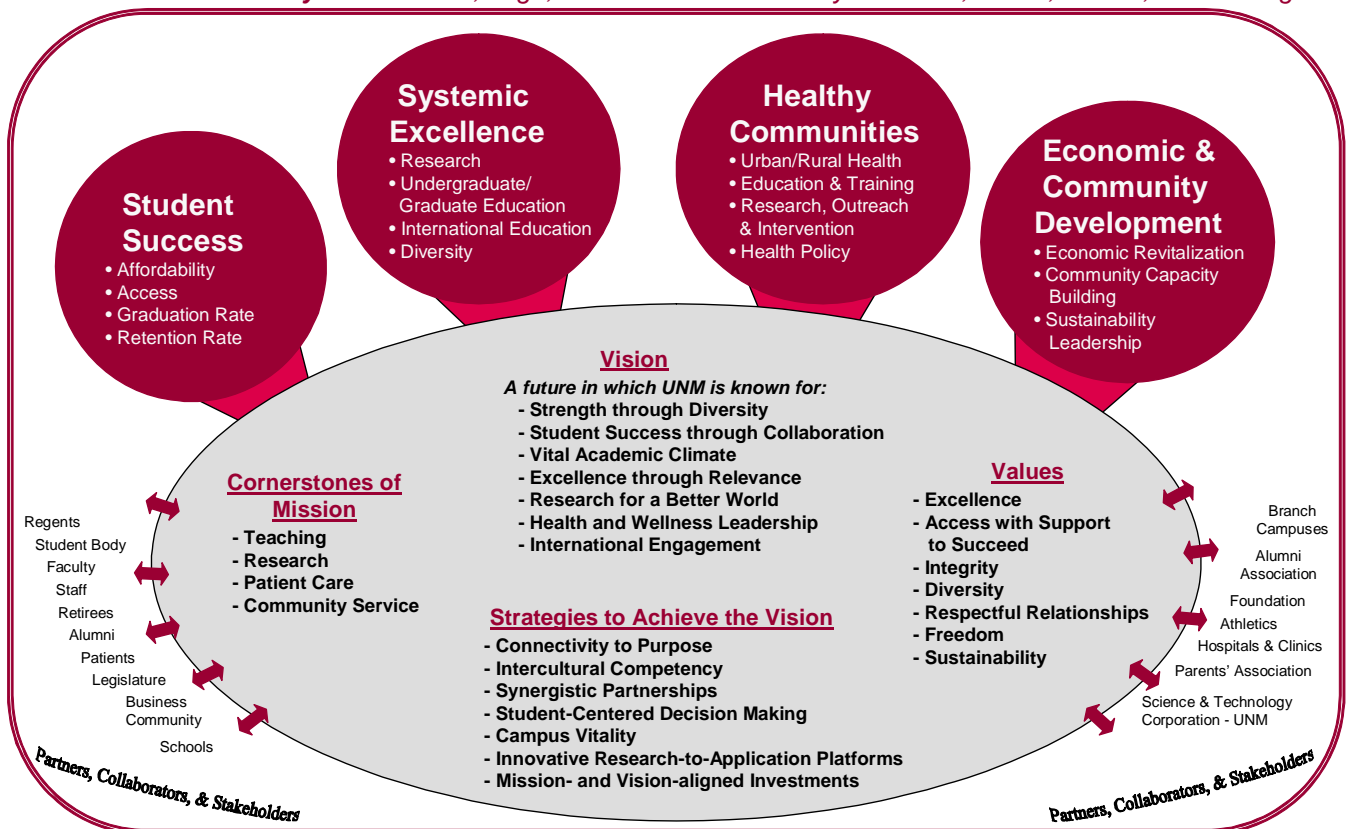 Student
Success
• Affordability
• Access
• Graduation Rate
• Retention Rate
Systemic
Excellence
• Research
• Undergraduate/
Graduate Education
• International Education
• Diversity
Healthy
Communities
• Urban/Rural Health
• Education & Training
• Research, Outreach
& Intervention
• Health Policy
Economic &
Community
Development
• Economic Revitalization
• Community Capacity
Building
• Sustainability
Leadership
Vision
A future in which UNM is known for:
- Strength through Diversity
- Student Success through Collaboration
- Vital Academic Climate
- Excellence through Relevance
- Research for a Better World
- Health and Wellness Leadership
- International Engagement
Cornerstones of
Mission
- Teaching
- Research
- Patient Care
- Community Service
Values
- Excellence
- Access with Support
to Succeed
- Integrity
- Diversity
- Respectful Relationships
- Freedom
- Sustainability
Strategies to Achieve the Vision
- Connectivity to Purpose
- Intercultural Competency
- Synergistic Partnerships
- Student-Centered Decision Making
- Campus Vitality
- Innovative Research-to-Application Platforms
- Mission- and Vision-aligned Investments
Regents
Student Body
Faculty
Staff
Retirees
Alumni
Patients
Legislature
Business
Community
Schools
Partners, Collaborators, & Stakeholders
Branch
Campuses
Alumni
Association
Foundation
Athletics
Hospitals & Clinics
Parents' Association
Science & Technology
Corporation - UNM
Partners, Collaborators, & Stakeholders